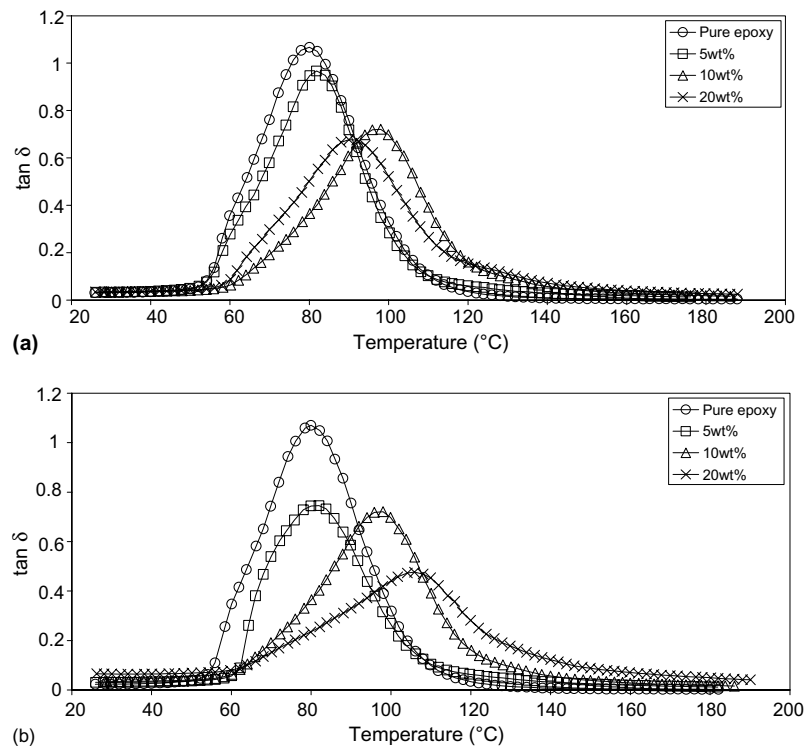 1.2
1
0.8
0.6
0.4
0.2
0
tan δ
Pure epoxy
5wt%
10wt%
20wt%
20 40 60 80 100 120 140 160 180 200
Temperature (°C)
(a)
1.2
1
0.8
0.6
0.4
0.2
0
tan δ
Pure epoxy
5wt%
10wt%
20wt%
20 40 60 80 100 120 140 160 180 200
Temperature (°C)
(b)